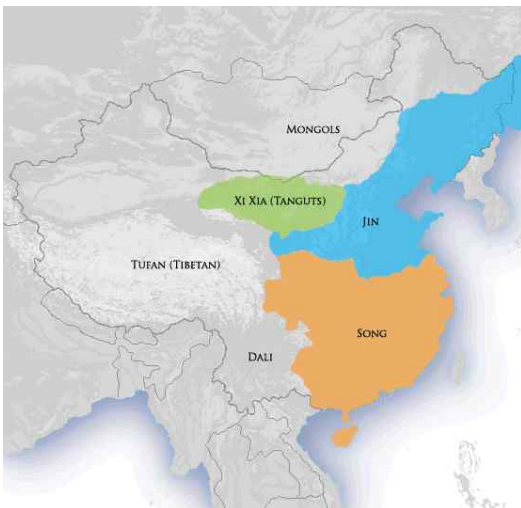 MONGOLS
XI XIA (TANGUTS)
JIN
TUFAN (TIBETAN)
SONG
DALI